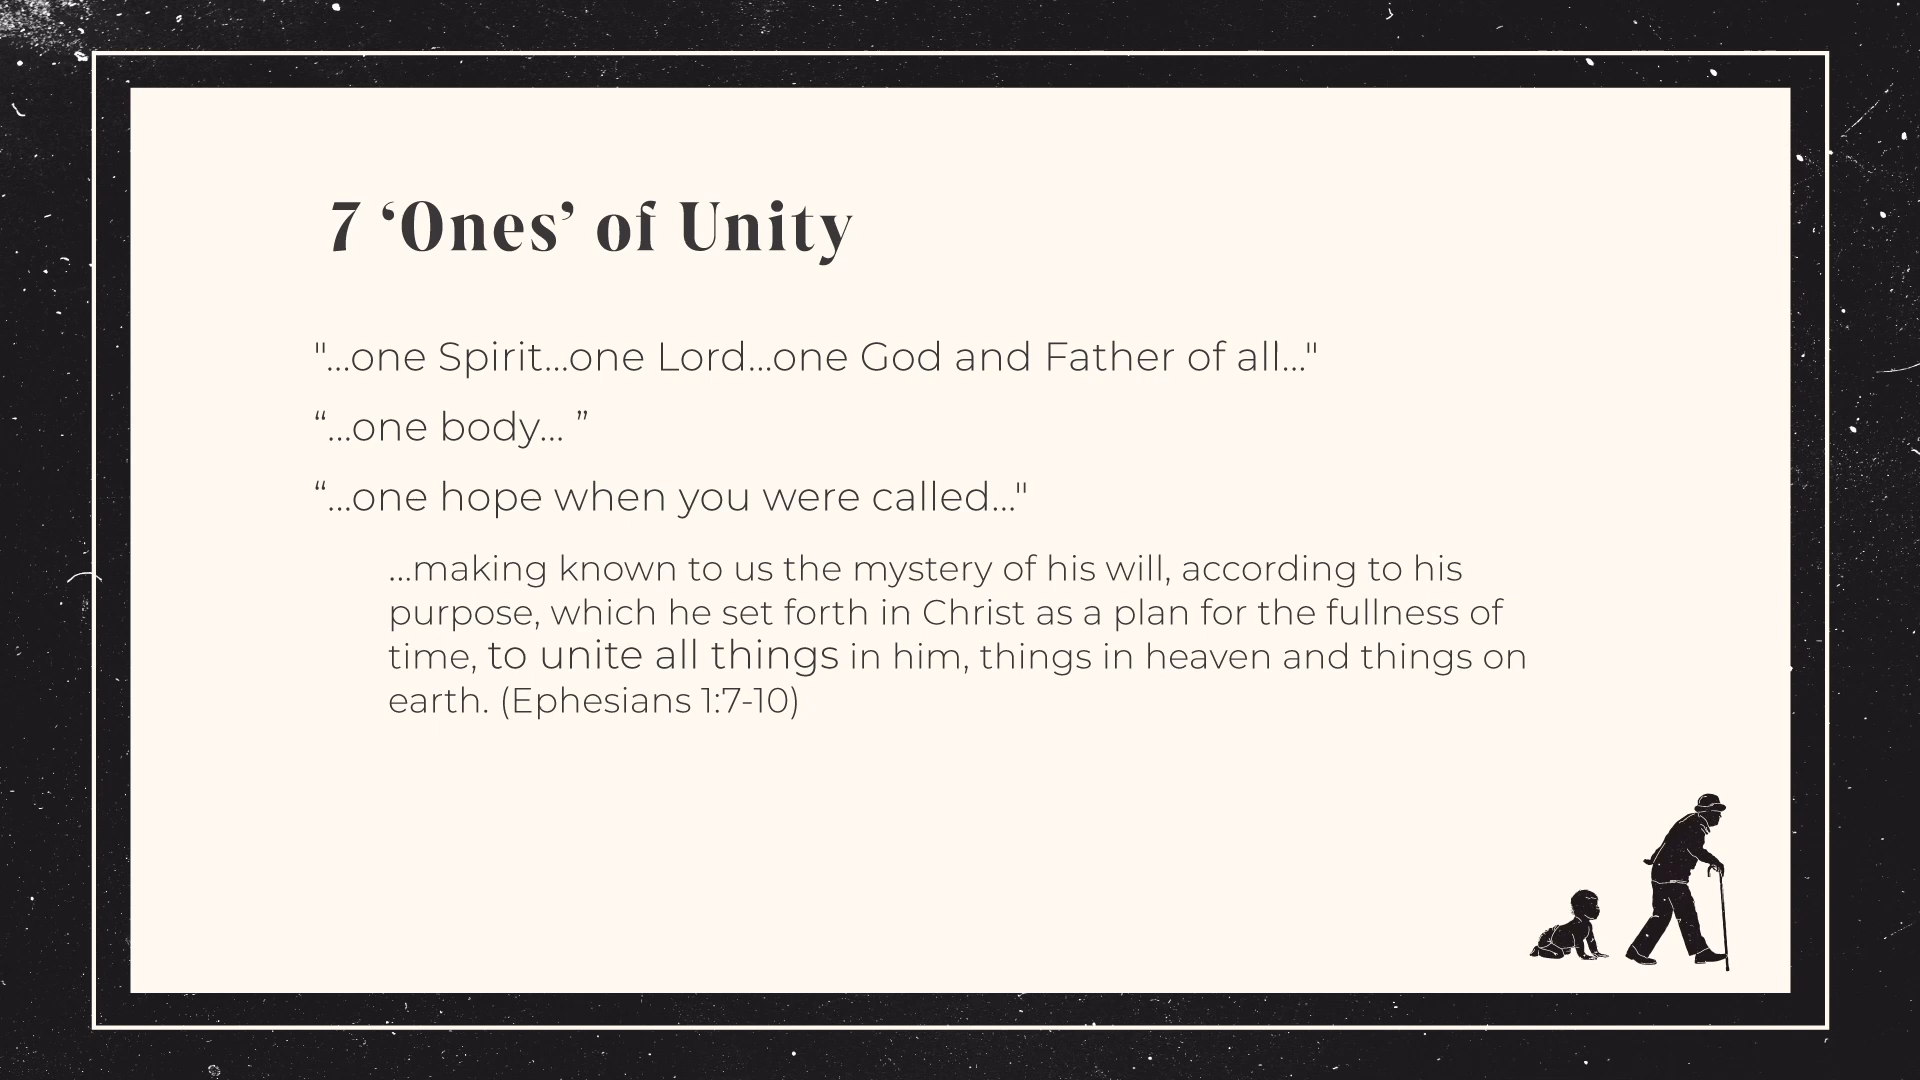 7 ‘Ones’ of Unity
"...one Spirit...one Lord...one God and Father of all..."
“...one body... ”
“...one hope when you were called..."
...making known to us the mystery of his will, according to his
purpose, which he set forth in Christ as a plan for the fullness of
time, to unite all things in him, things in heaven and things on
earth. (Ephesians 1:7-10)